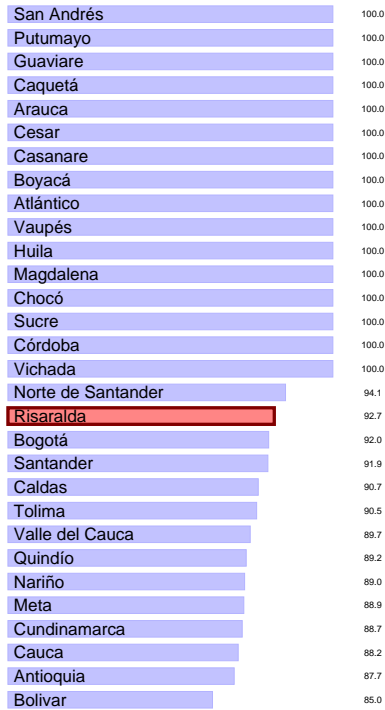 San Andrés 100.0
Putumayo 100.0
Guaviare 100.0
Caquetá 100.0
Arauca 100.0
Cesar 100.0
Casanare 100.0
Boyacá 100.0
Atlántico 100.0
Vaupés 100.0
Huila 100.0
Magdalena 100.0
Chocó 100.0
Sucre 100.0
Córdoba 100.0
Vichada 100.0
Norte de Santander 94.1
Risaralda 92.7
Bogotá 92.0
Santander 91.9
Caldas 90.7
Tolima 90.5
Valle del Cauca 89.7
Quindío 89.2
Nariño 89.0
Meta 88.9
Cundinamarca 88.7
Cauca 88.2
Antioquia 87.7
Bolivar 85.0